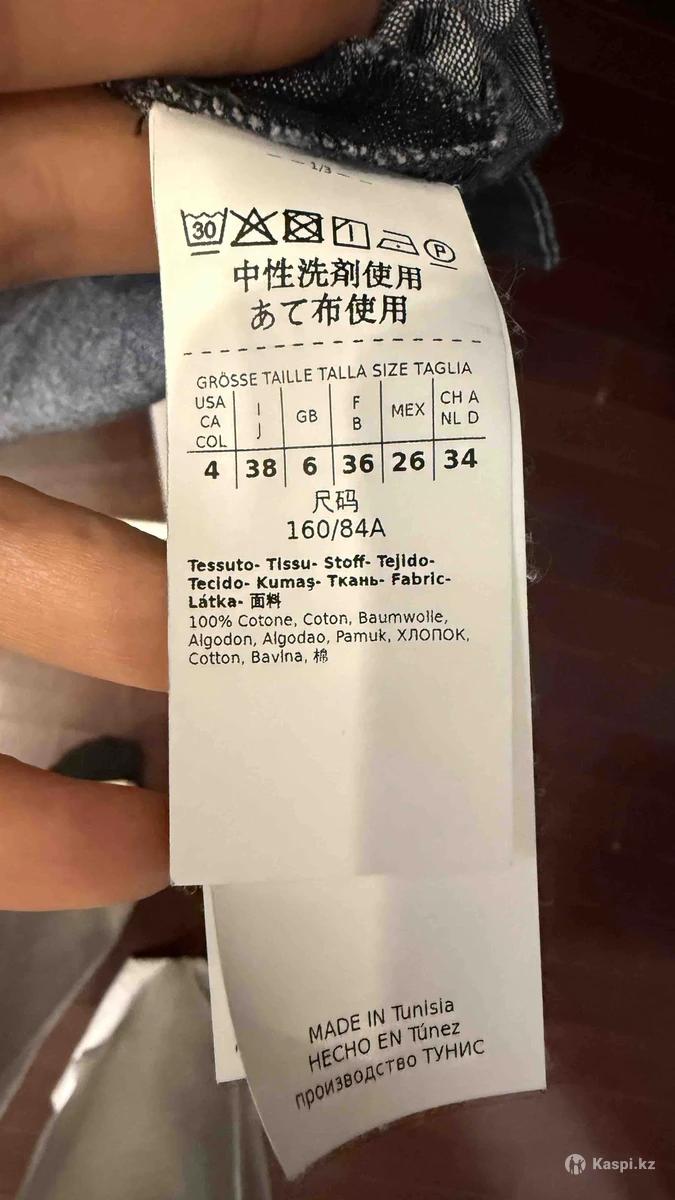 1/3
30
P
中性洗剤使用
あて布使用
GRÖSSE TAILLE TALLA SIZE TAGLIA
USA CA COL | I J | GB | F B | MEX | CH A NL D
4 | 38 | 6 | 36 | 26 | 34
尺码
160/84A
Tessuto- Tissu- Stoff- Tejido-
Tecido- Kumaş- Ткань- Fabric-
Látka- 面料
100% Cotone, Coton, Baumwolle,
Algodon, Algodao, Pamuk, ХЛОПОК,
Cotton, Bavlna, 棉
MADE IN Tunisia
HECHO EN Túnez
производство ТУНИС
Kaspi.kz